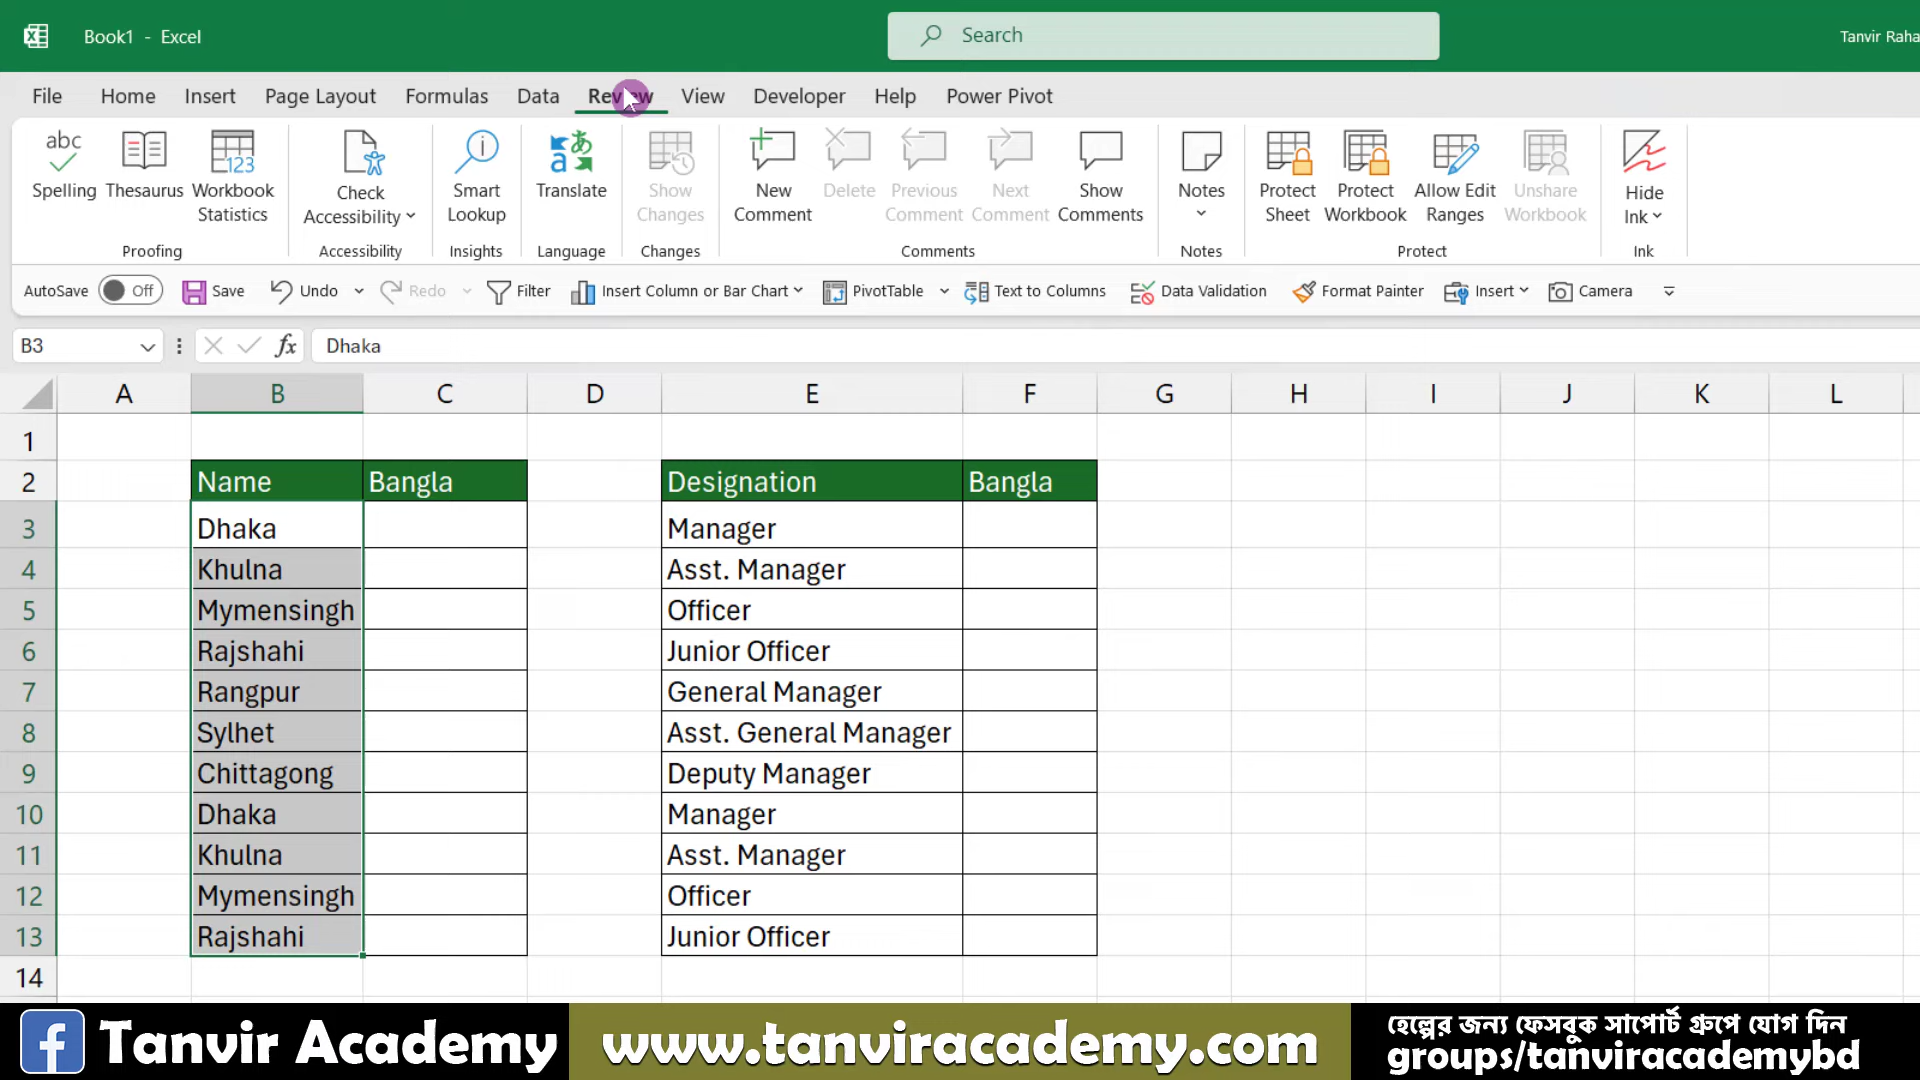 Book1 - Excel
Search
Tanvir Raha
File Home Insert Page Layout Formulas Data Review View Developer Help Power Pivot
abc
123
Spelling Thesaurus Workbook Statistics Check Accessibility Smart Lookup Translate Show Changes New Comment Delete Previous Comment Next Comment Show Comments Notes Protect Sheet Protect Workbook Allow Edit Ranges Unshare Workbook Hide Ink
Proofing Accessibility Insights Language Changes Comments Notes Protect Ink
AutoSave Off Save Undo Redo Filter Insert Column or Bar Chart PivotTable Text to Columns Data Validation Format Painter Insert Camera
B3 fx Dhaka
A B C D E F G H I J K L
1
2 Name Bangla Designation Bangla
3 Dhaka Manager
4 Khulna Asst. Manager
5 Mymensingh Officer
6 Rajshahi Junior Officer
7 Rangpur General Manager
8 Sylhet Asst. General Manager
9 Chittagong Deputy Manager
10 Dhaka Manager
11 Khulna Asst. Manager
12 Mymensingh Officer
13 Rajshahi Junior Officer
14
f Tanvir Academy
www.tanviracademy.com
হেল্পের জন্য ফেসবুক সাপোর্ট গ্রুপে যোগ দিন
groups/tanviracademybd